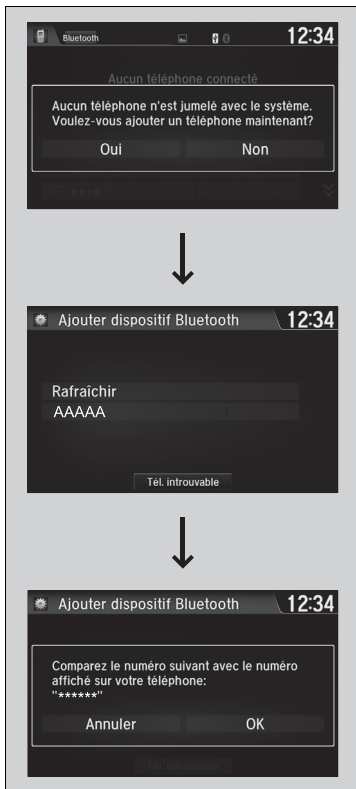 Bluetooth
12:34
Aucun téléphone connecté
Aucun téléphone n'est jumelé avec le système.
Voulez-vous ajouter un téléphone maintenant?
Oui Non
****
Ajouter dispositif Bluetooth 12:34
Rafraîchir
AAAAA
Tél. introuvable
Ajouter dispositif Bluetooth 12:34
Comparez le numéro suivant avec le numéro
affiché sur votre téléphone:
"******"
Annuler OK
Tél. introuvable